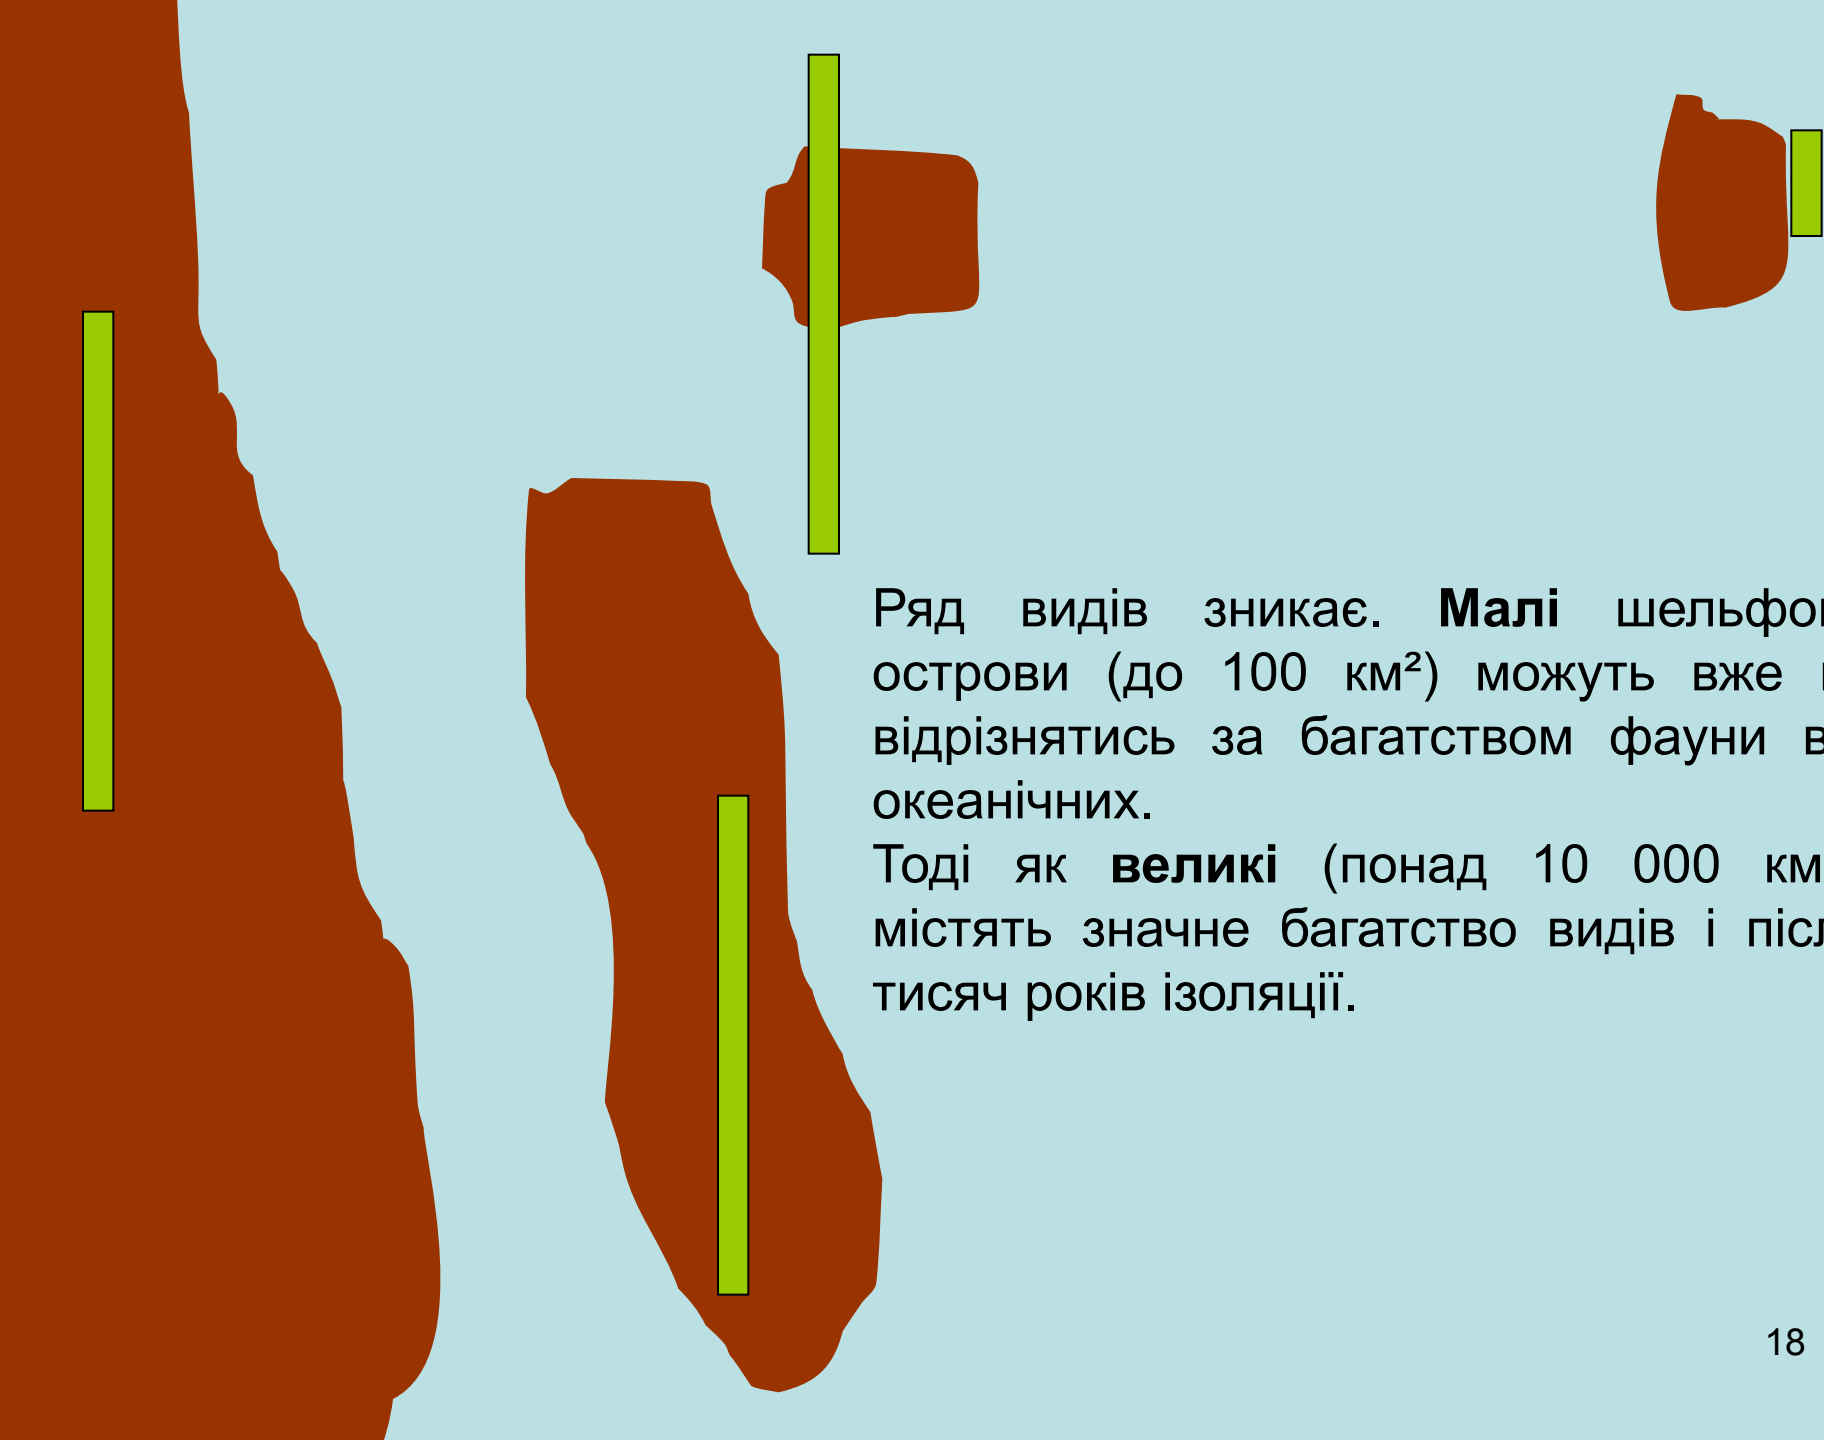 Ряд видів зникає. Малі
острови (до 100 км²) можуть вже
відрізнятись за багатством фауни
океанічних.
Тоді як великі (понад 10 000
містять значне багатство видів і
тисяч років ізоляції.
18